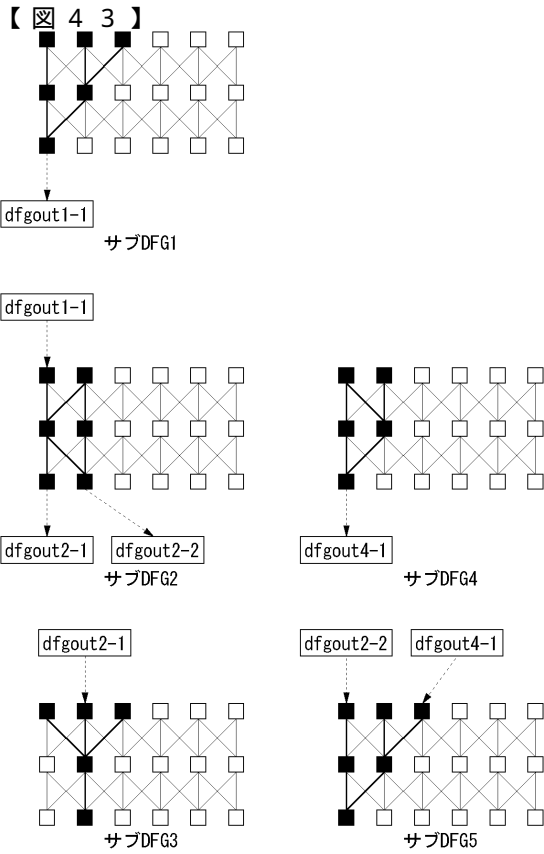 【図43】
dfgout1-1
サブDFG1
dfgout1-1
dfgout2-1
dfgout2-2
サブDFG2
dfgout4-1
サブDFG4
dfgout2-1
サブDFG3
dfgout2-2
dfgout4-1
サブDFG5